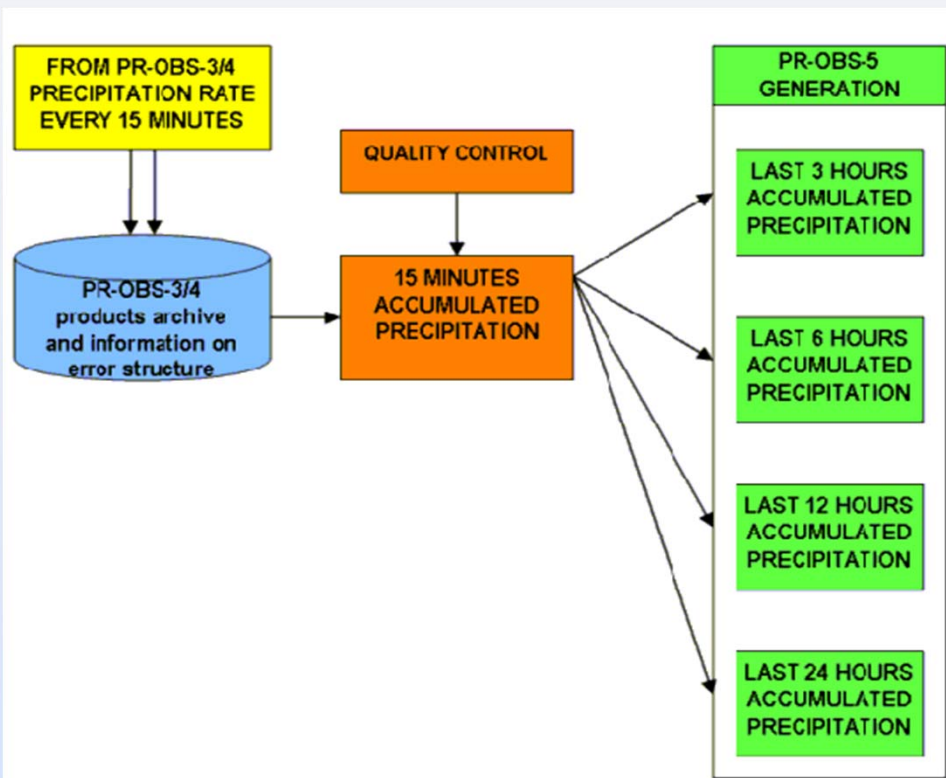 FROM PR-OBS-3/4
PRECIPITATION RATE
EVERY 15 MINUTES
PR-OBS-3/4
products archive
and information on
error structure
QUALITY CONTROL
15 MINUTES
ACCUMULATED
PRECIPITATION
PR-OBS-5
GENERATION
LAST 3 HOURS
ACCUMULATED
PRECIPITATION
LAST 6 HOURS
ACCUMULATED
PRECIPITATION
LAST 12 HOURS
ACCUMULATED
PRECIPITATION
LAST 24 HOURS
ACCUMULATED
PRECIPITATION